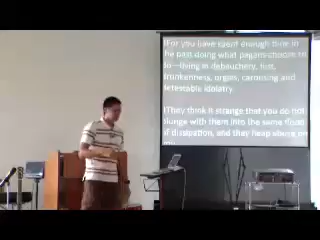 (For you have spent enough time in
the past doing what pagans choose to
do—living in debauchery, lust,
drunkenness, orgies, carousing and
detestable idolatry.
(They think it strange that you do not
plunge with them into the same flood
of dissipation, and they heap abuse on